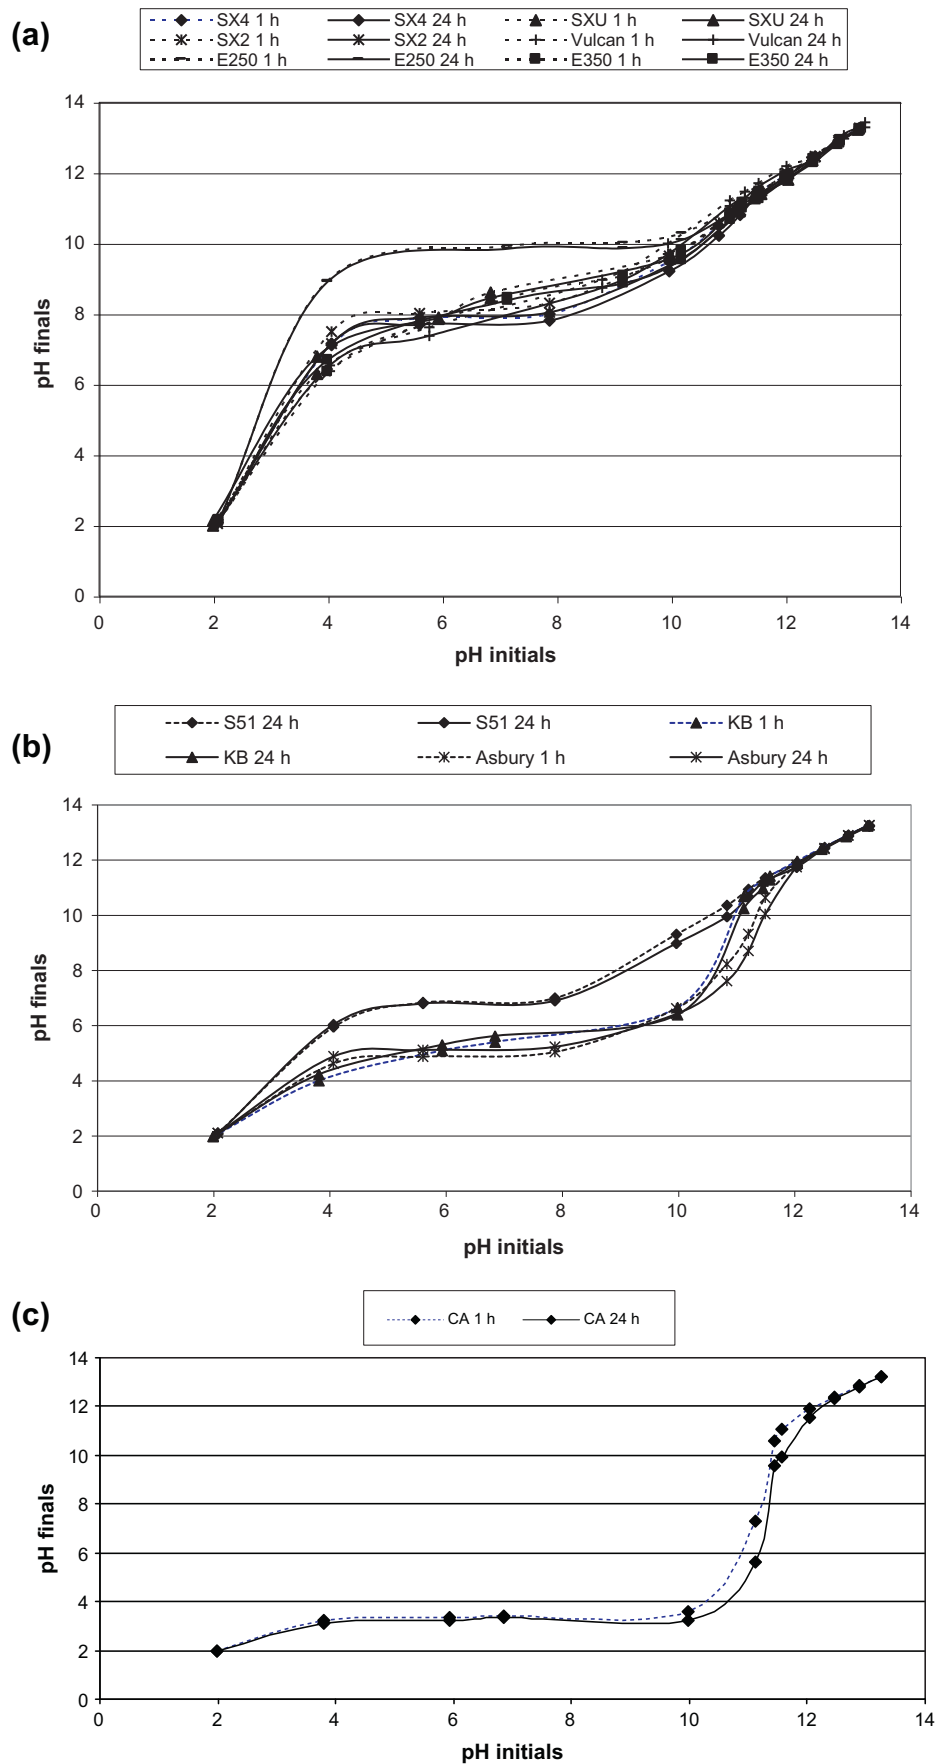 (a)
SX4 1 h SX4 24 h SXU 1 h SXU 24 h
SX2 1 h SX2 24 h Vulcan 1 h Vulcan 24 h
E250 1 h E250 24 h E350 1 h E350 24 h
14
12
10
8
6
4
2
0
pH finals
0 2 4 6 8 10 12 14
pH initials
(b)
S51 24 h S51 24 h KB 1 h
KB 24 h Asbury 1 h Asbury 24 h
14
12
10
8
6
4
2
0
pH finals
0 2 4 6 8 10 12 14
pH initials
(c)
CA 1 h CA 24 h
14
12
10
8
6
4
2
0
pH finals
0 2 4 6 8 10 12 14
pH initials